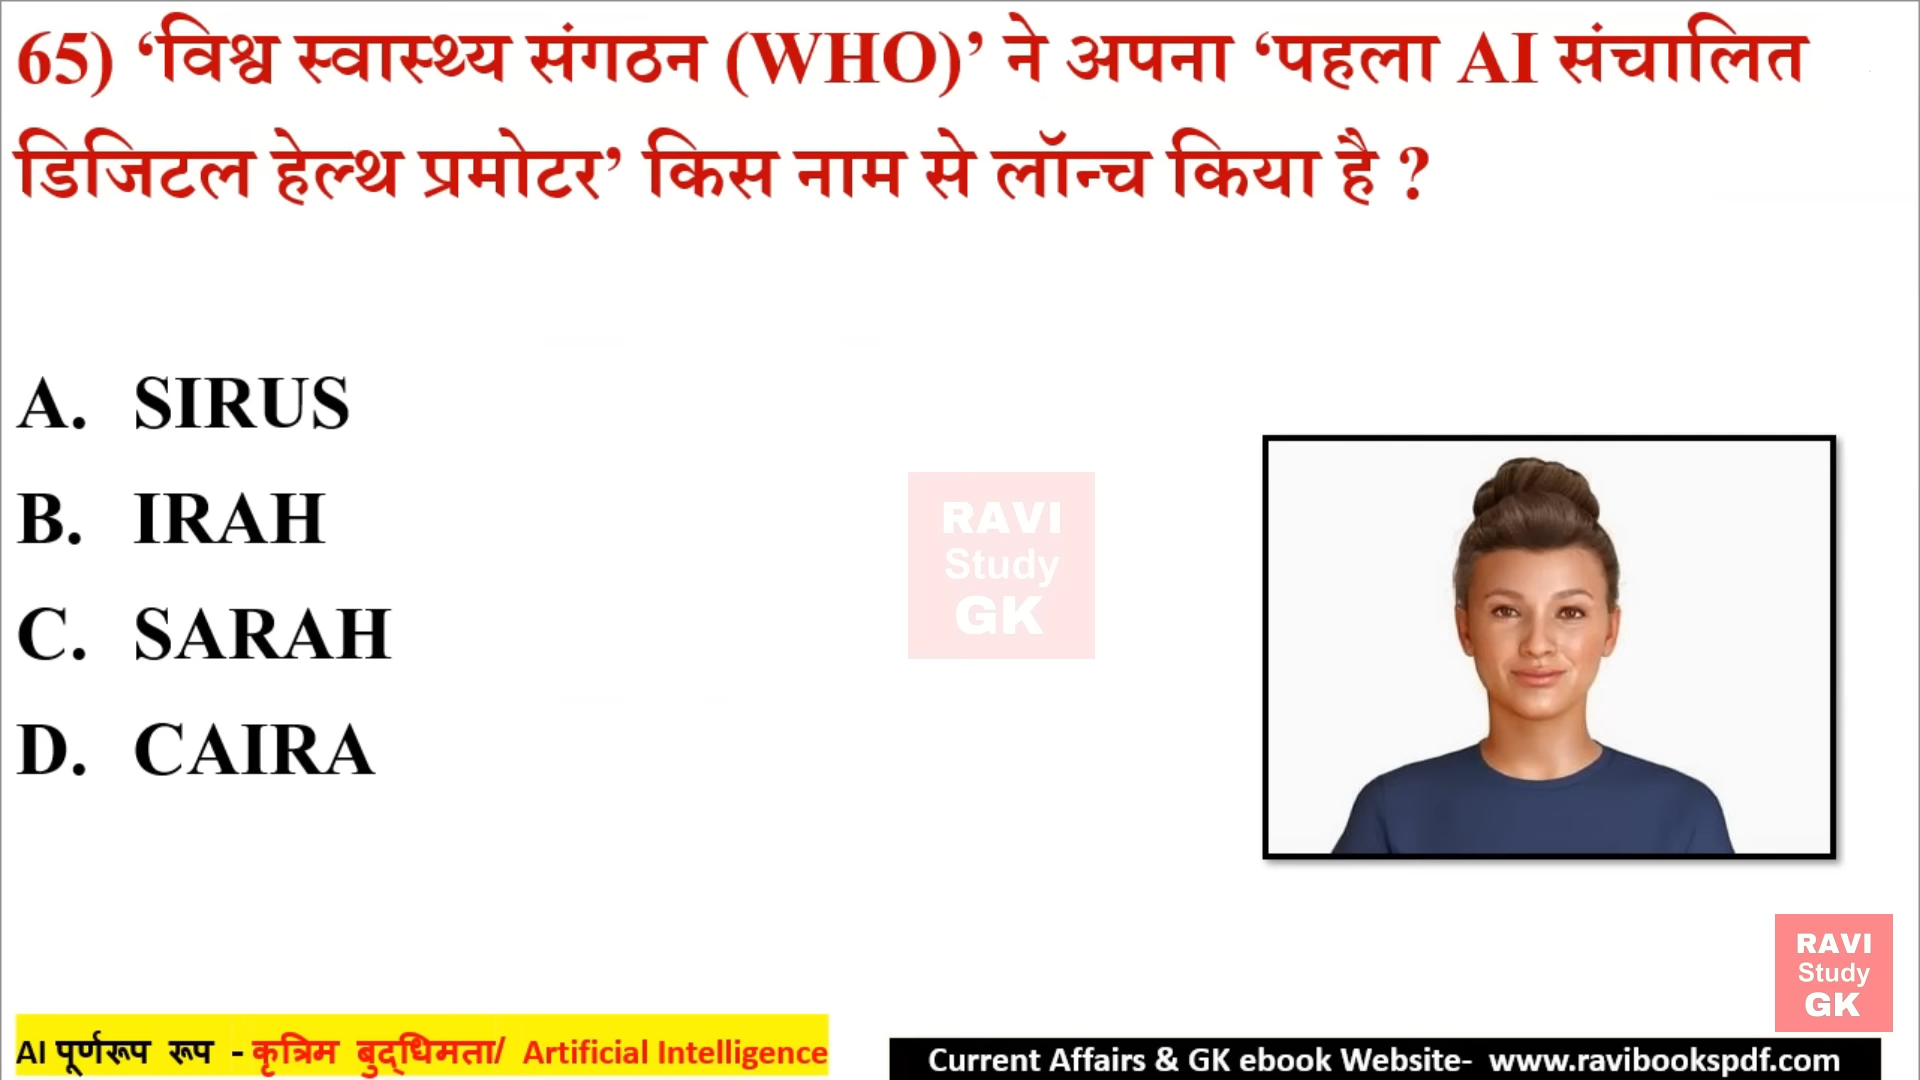 65) ‘विश्व स्वास्थ्य संगठन (WHO)’ ने अपना ‘पहला AI संचालित
डिजिटल हेल्थ प्रमोटर’ किस नाम से लॉन्च किया है ?
A. SIRUS
B. IRAH
C. SARAH
D. CAIRA
RAVI
Study
GK
RAVI
Study
GK
AI पूर्णरूप रूप - कृत्रिम बुद्धिमता/ Artificial Intelligence
Current Affairs & GK ebook Website- www.ravibookspdf.com